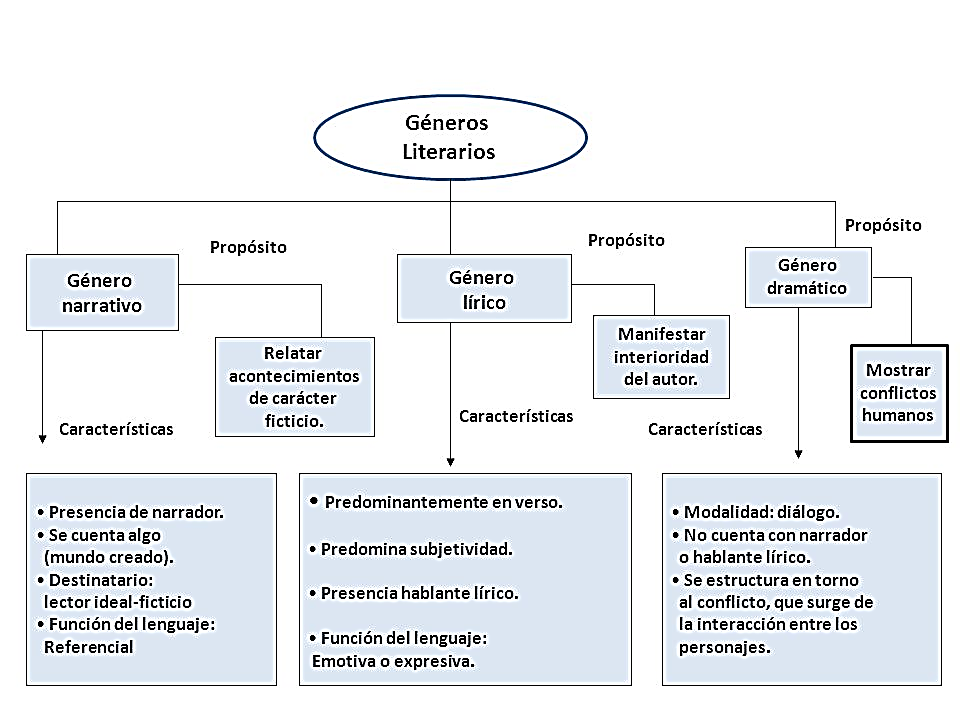 Géneros
Literarios
Propósito
Propósito
Propósito
Género
narrativo
Género
lírico
Género
dramático
Relatar
acontecimientos
de carácter
ficticio.
Manifestar
interioridad
del autor.
Mostrar
conflictos
humanos
Características
Características
Características
• Presencia de narrador.
• Se cuenta algo
(mundo creado).
• Destinatario:
lector ideal-ficticio
• Función del lenguaje:
Referencial
• Predominantemente en verso.
• Predomina subjetividad.
• Presencia hablante lírico.
• Función del lenguaje:
Emotiva o expresiva.
• Modalidad: diálogo.
• No cuenta con narrador
o hablante lírico.
• Se estructura en torno
al conflicto, que surge de
la interacción entre los
personajes.